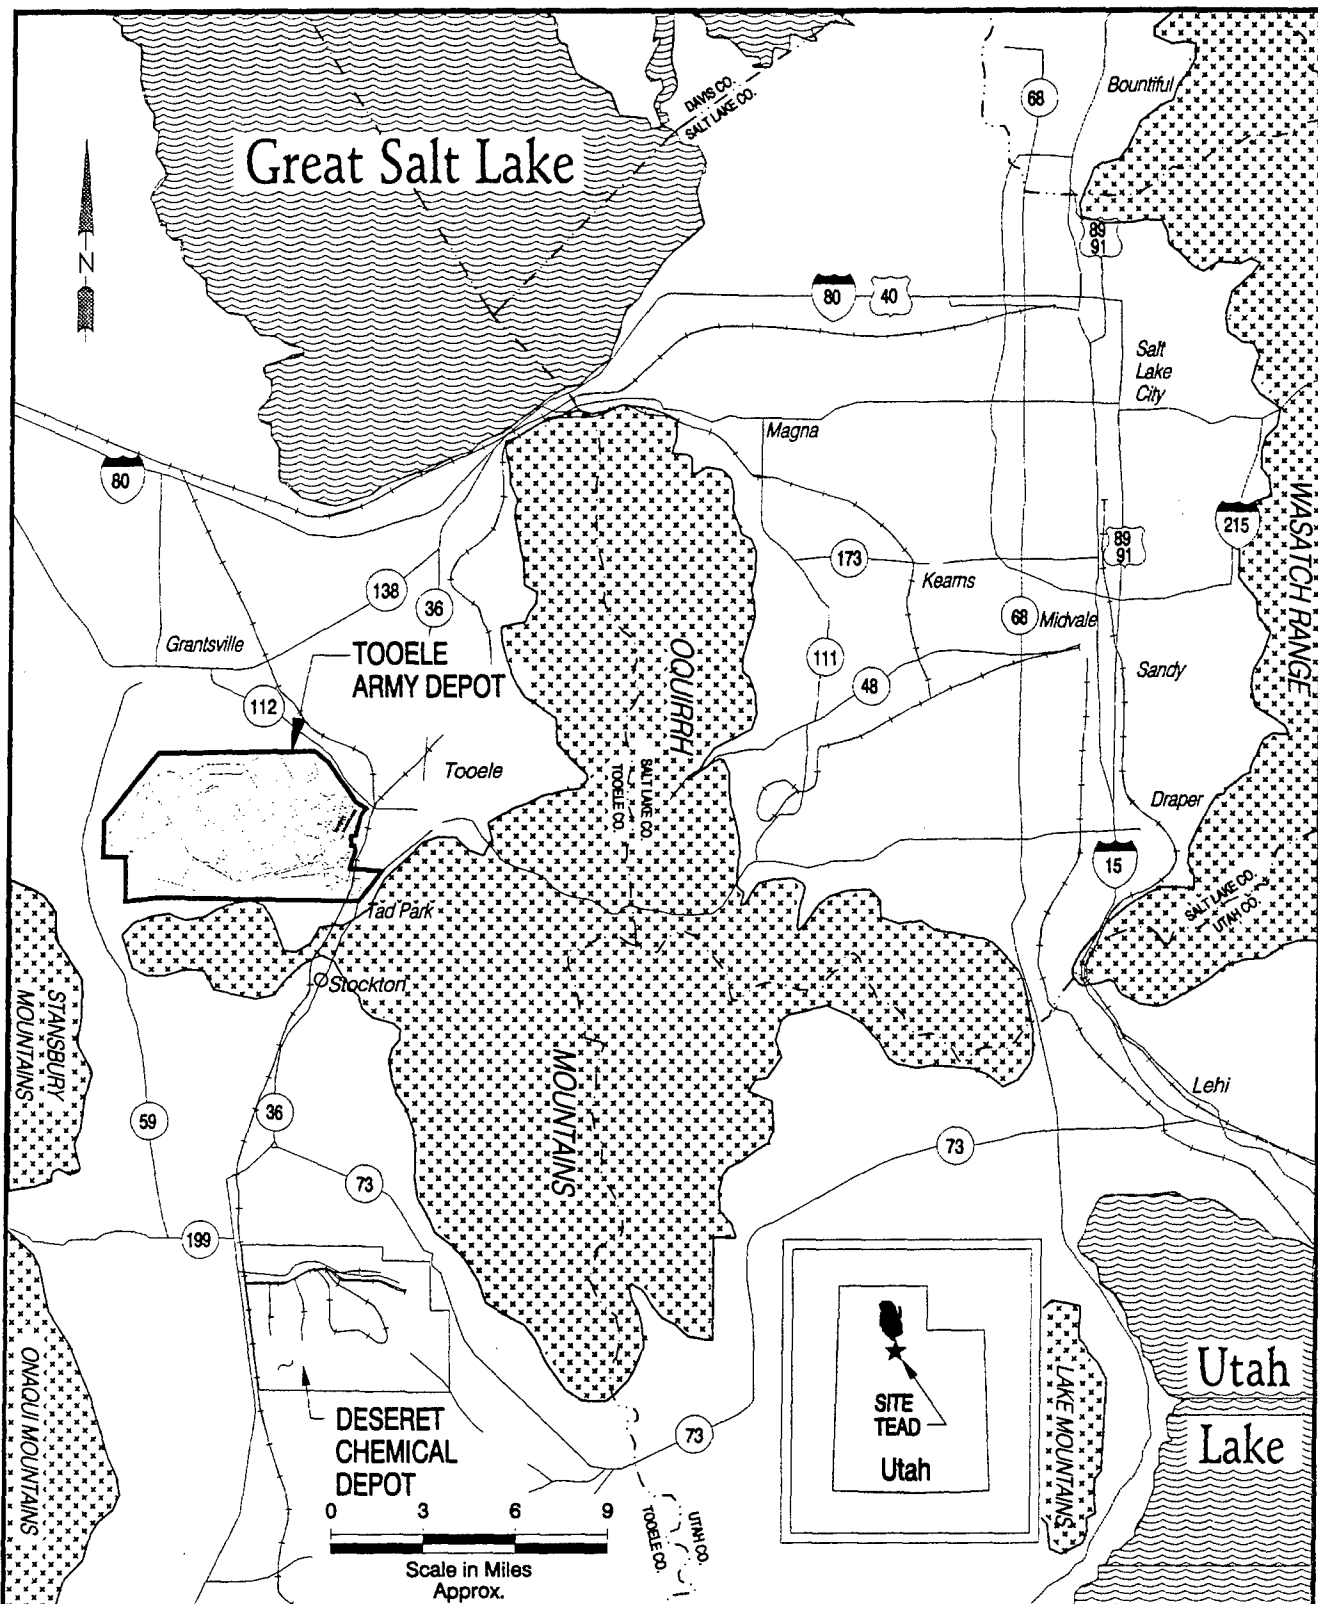 DAVIS CO.
SALT LAKE CO.
68
Bountiful
Great Salt Lake
N
89
91
80
40
Salt
Lake
City
Magna
80
215
WASATCH RANGE
89
91
173
Kearns
138
36
68
Midvale
Grantsville
TOOELE
ARMY DEPOT
OQUIRRH
111
48
Sandy
112
Tooele
SALT LAKE CO.
TOOELE CO.
Draper
15
SALT LAKE CO.
UTAH CO.
Tad Park
Stockton
STANSBURY
MOUNTAINS
MOUNTAINS
Lehi
59
36
73
73
199
ONAQUI MOUNTAINS
DESERET
CHEMICAL
DEPOT
73
SITE
TEAD
Utah
LAKE MOUNTAINS
Utah
Lake
0 3 6 9
Scale in Miles
Approx.
UTAH CO.
TOOELE CO.